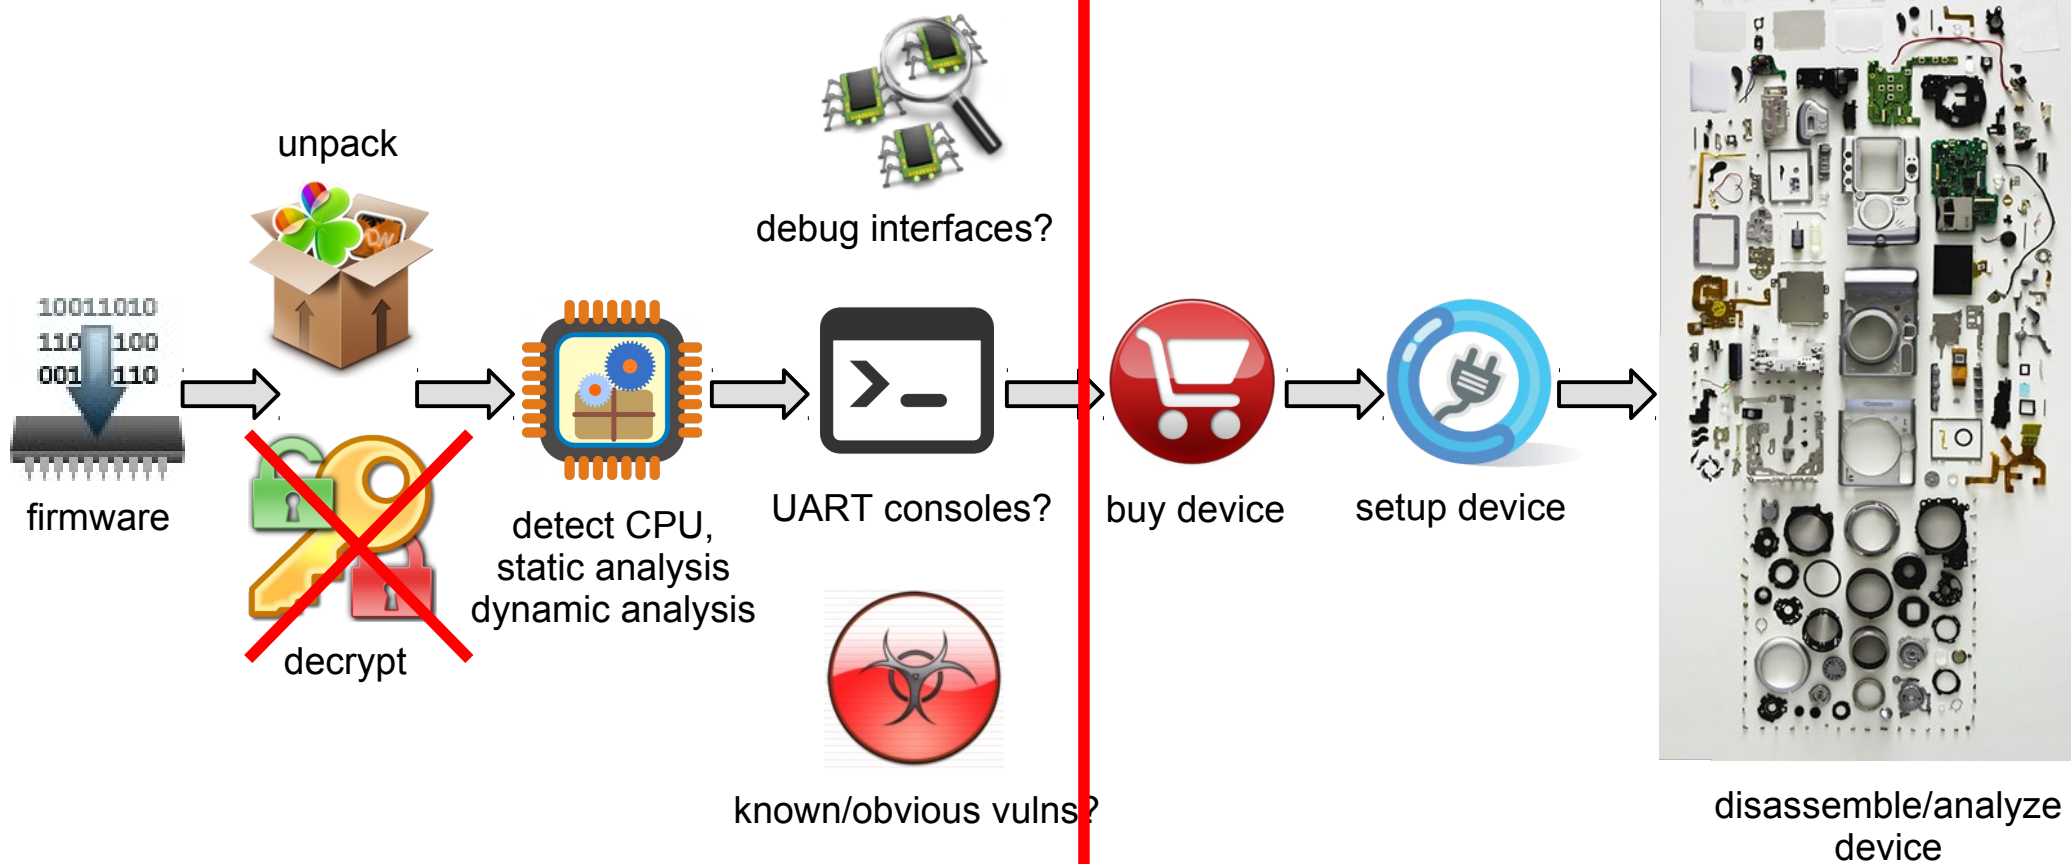 unpack
10011010
110 100
001 110
firmware
decrypt
detect CPU,
static analysis
dynamic analysis
debug interfaces?
UART consoles?
known/obvious vulns?
buy device
setup device
disassemble/analyze
device